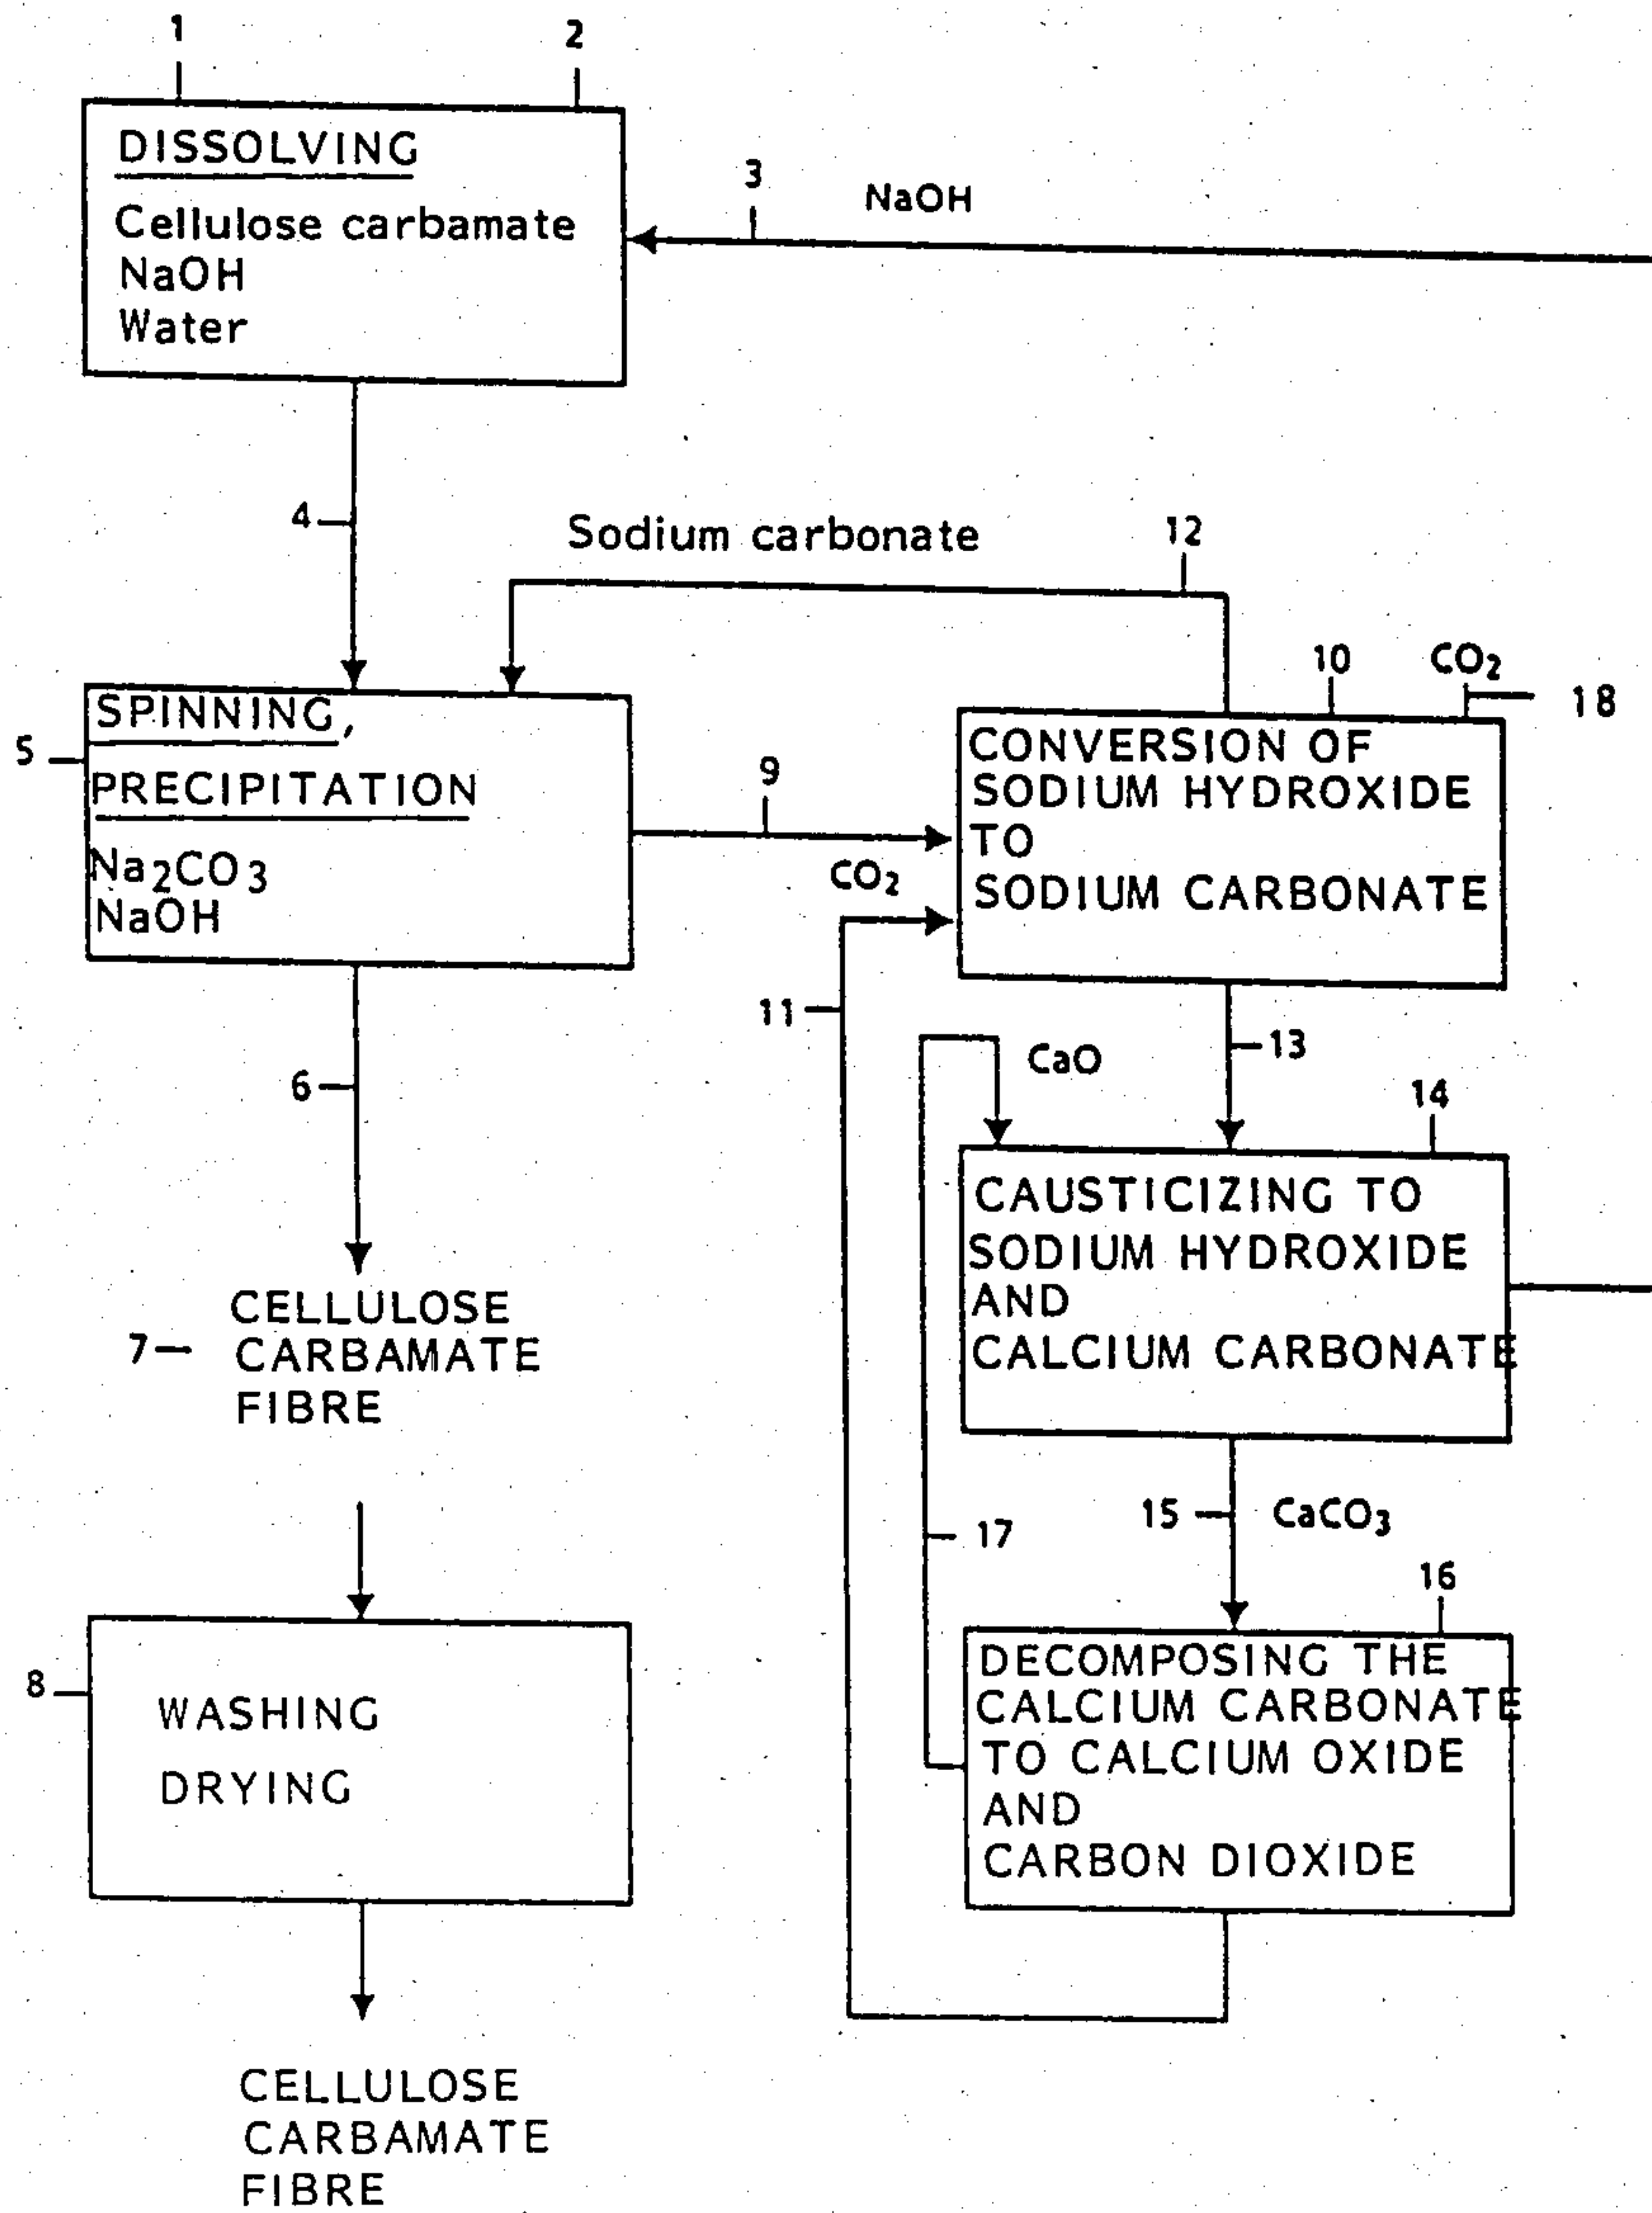 1
2
DISSOLVING
Cellulose carbamate
NaOH
Water
3
NaOH
4
Sodium carbonate
12
SPINNING,
PRECIPITATION
Na₂CO₃
NaOH
5
9
CO₂
10
CO₂
18
CONVERSION OF
SODIUM HYDROXIDE
TO
SODIUM CARBONATE
11
13
CaO
6
14
CAUSTICIZING TO
SODIUM HYDROXIDE
AND
CALCIUM CARBONATE
7
CELLULOSE
CARBAMATE
FIBRE
15
CaCO₃
17
16
DECOMPOSING THE
CALCIUM CARBONATE
TO CALCIUM OXIDE
AND
CARBON DIOXIDE
8
WASHING
DRYING
CELLULOSE
CARBAMATE
FIBRE